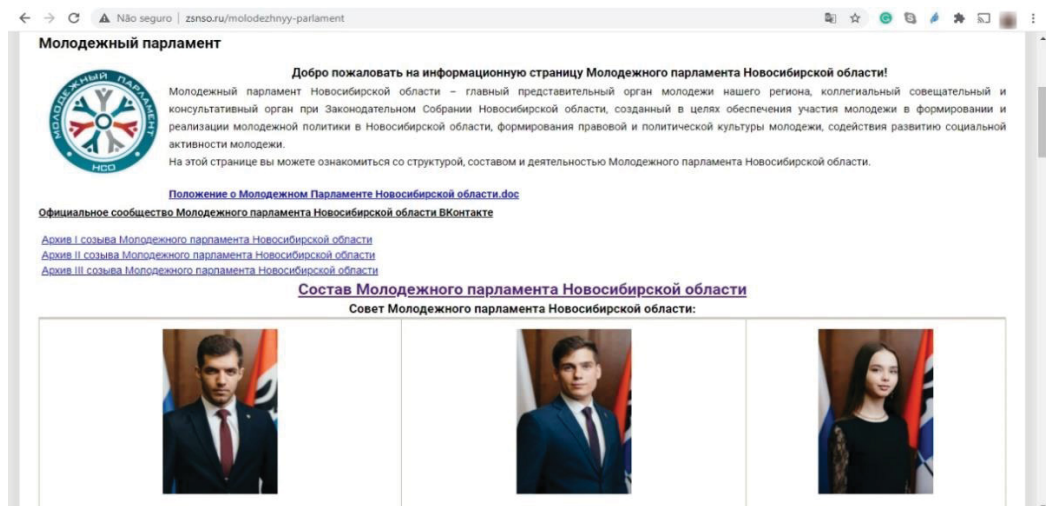 Não seguro | zsnso.ru/molodezhnyy-parlament
Молодежный парламент
МОЛОДЕЖНЫЙ ПАРЛАМЕНТ
НСО
Добро пожаловать на информационную страницу Молодежного парламента Новосибирской области!
Молодежный парламент Новосибирской области – главный представительный орган молодежи нашего региона, коллегиальный совещательный и
консультативный орган при Законодательном Собрании Новосибирской области, созданный в целях обеспечения участия молодежи в формировании и
реализации молодежной политики в Новосибирской области, формирования правовой и политической культуры молодежи, содействия развитию социальной
активности молодежи.
На этой странице вы можете ознакомиться со структурой, составом и деятельностью Молодежного парламента Новосибирской области.
Положение о Молодежном Парламенте Новосибирской области.doc
Официальное сообщество Молодежного парламента Новосибирской области ВКонтакте
Архив I созыва Молодежного парламента Новосибирской области
Архив II созыва Молодежного парламента Новосибирской области
Архив III созыва Молодежного парламента Новосибирской области
Состав Молодежного парламента Новосибирской области
Совет Молодежного парламента Новосибирской области: